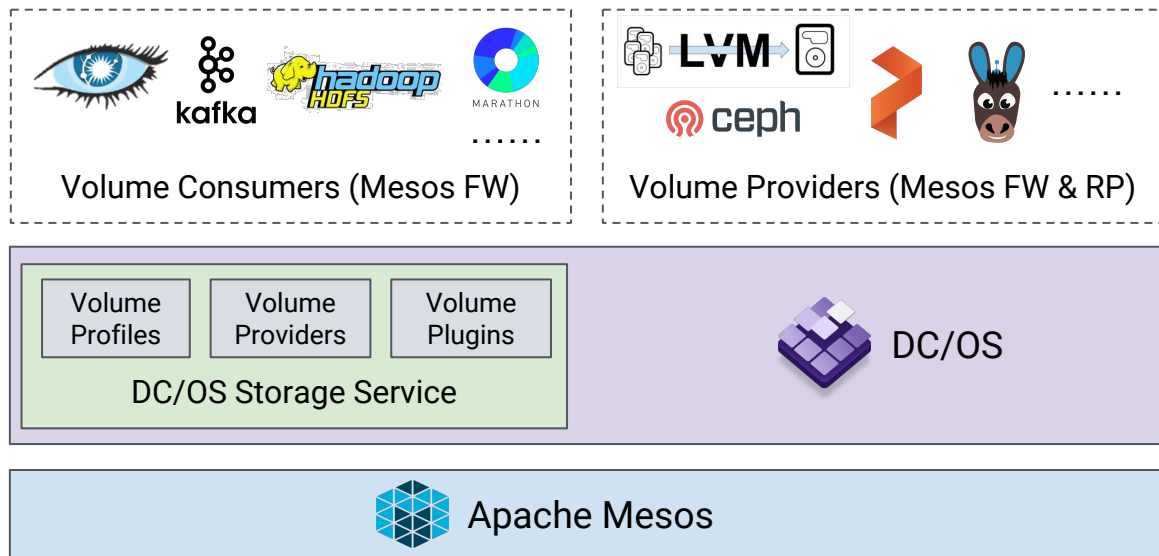 kafka
hadoop
HDFS
MARATHON
......
Volume Consumers (Mesos FW)
LVM
ceph
......
Volume Providers (Mesos FW & RP)
Volume
Profiles
Volume
Providers
Volume
Plugins
DC/OS Storage Service
DC/OS
Apache Mesos